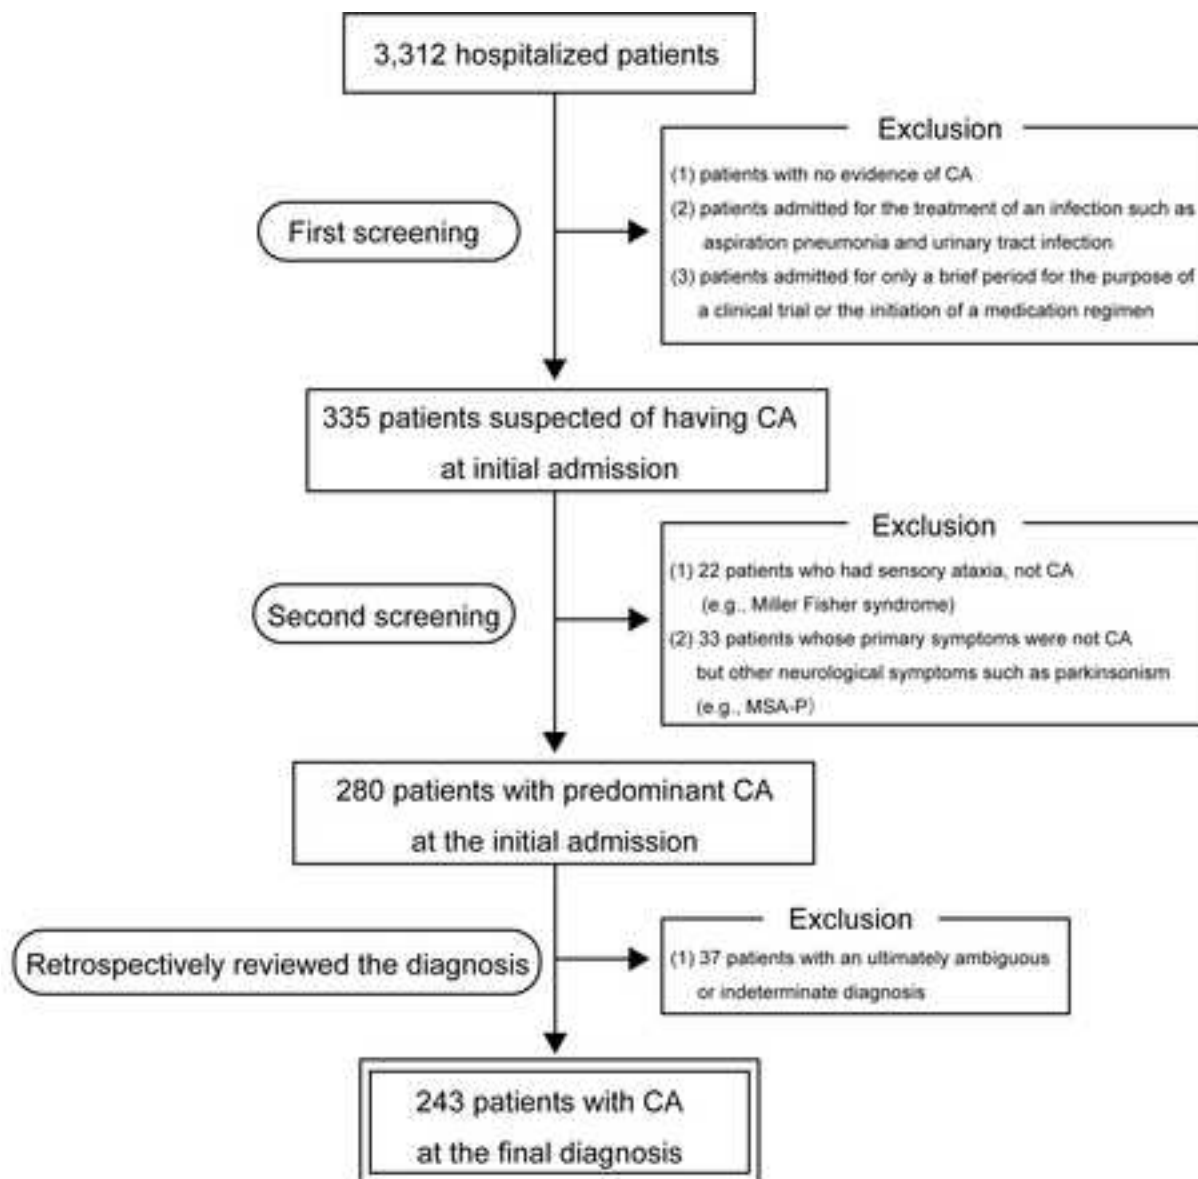 3,312 hospitalized patients
Exclusion
(1) patients with no evidence of CA
(2) patients admitted for the treatment of an infection such as
aspiration pneumonia and urinary tract infection
(3) patients admitted for only a brief period for the purpose of
a clinical trial or the initiation of a medication regimen
First screening
335 patients suspected of having CA
at initial admission
Exclusion
(1) 22 patients who had sensory ataxia, not CA
(e.g., Miller Fisher syndrome)
(2) 33 patients whose primary symptoms were not CA
but other neurological symptoms such as parkinsonism
(e.g., MSA-P)
Second screening
280 patients with predominant CA
at the initial admission
Exclusion
(1) 37 patients with an ultimately ambiguous
or indeterminate diagnosis
Retrospectively reviewed the diagnosis
243 patients with CA
at the final diagnosis